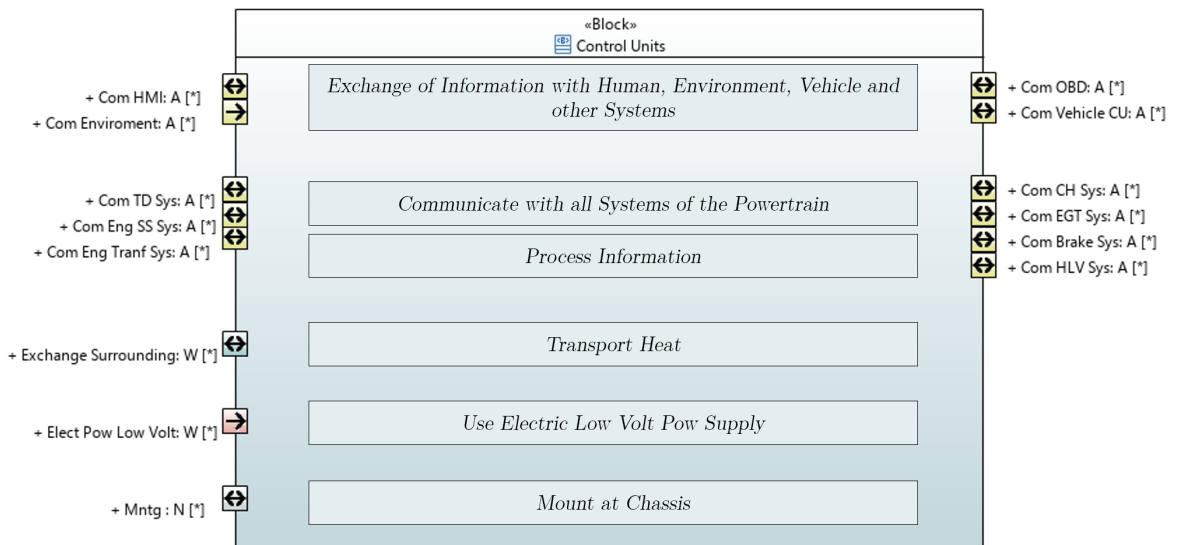 «Block»
Control Units
Exchange of Information with Human, Environment, Vehicle and
other Systems
+ Com HMI: A [*]
+ Com Enviroment: A [*]
+ Com OBD: A [*]
+ Com Vehicle CU: A [*]
Communicate with all Systems of the Powertrain
Process Information
+ Com TD Sys: A [*]
+ Com Eng SS Sys: A [*]
+ Com Eng Tranf Sys: A [*]
+ Com CH Sys: A [*]
+ Com EGT Sys: A [*]
+ Com Brake Sys: A [*]
+ Com HLV Sys: A [*]
Transport Heat
+ Exchange Surrounding: W [*]
Use Electric Low Volt Pow Supply
+ Elect Pow Low Volt: W [*]
Mount at Chassis
+ Mntg : N [*]